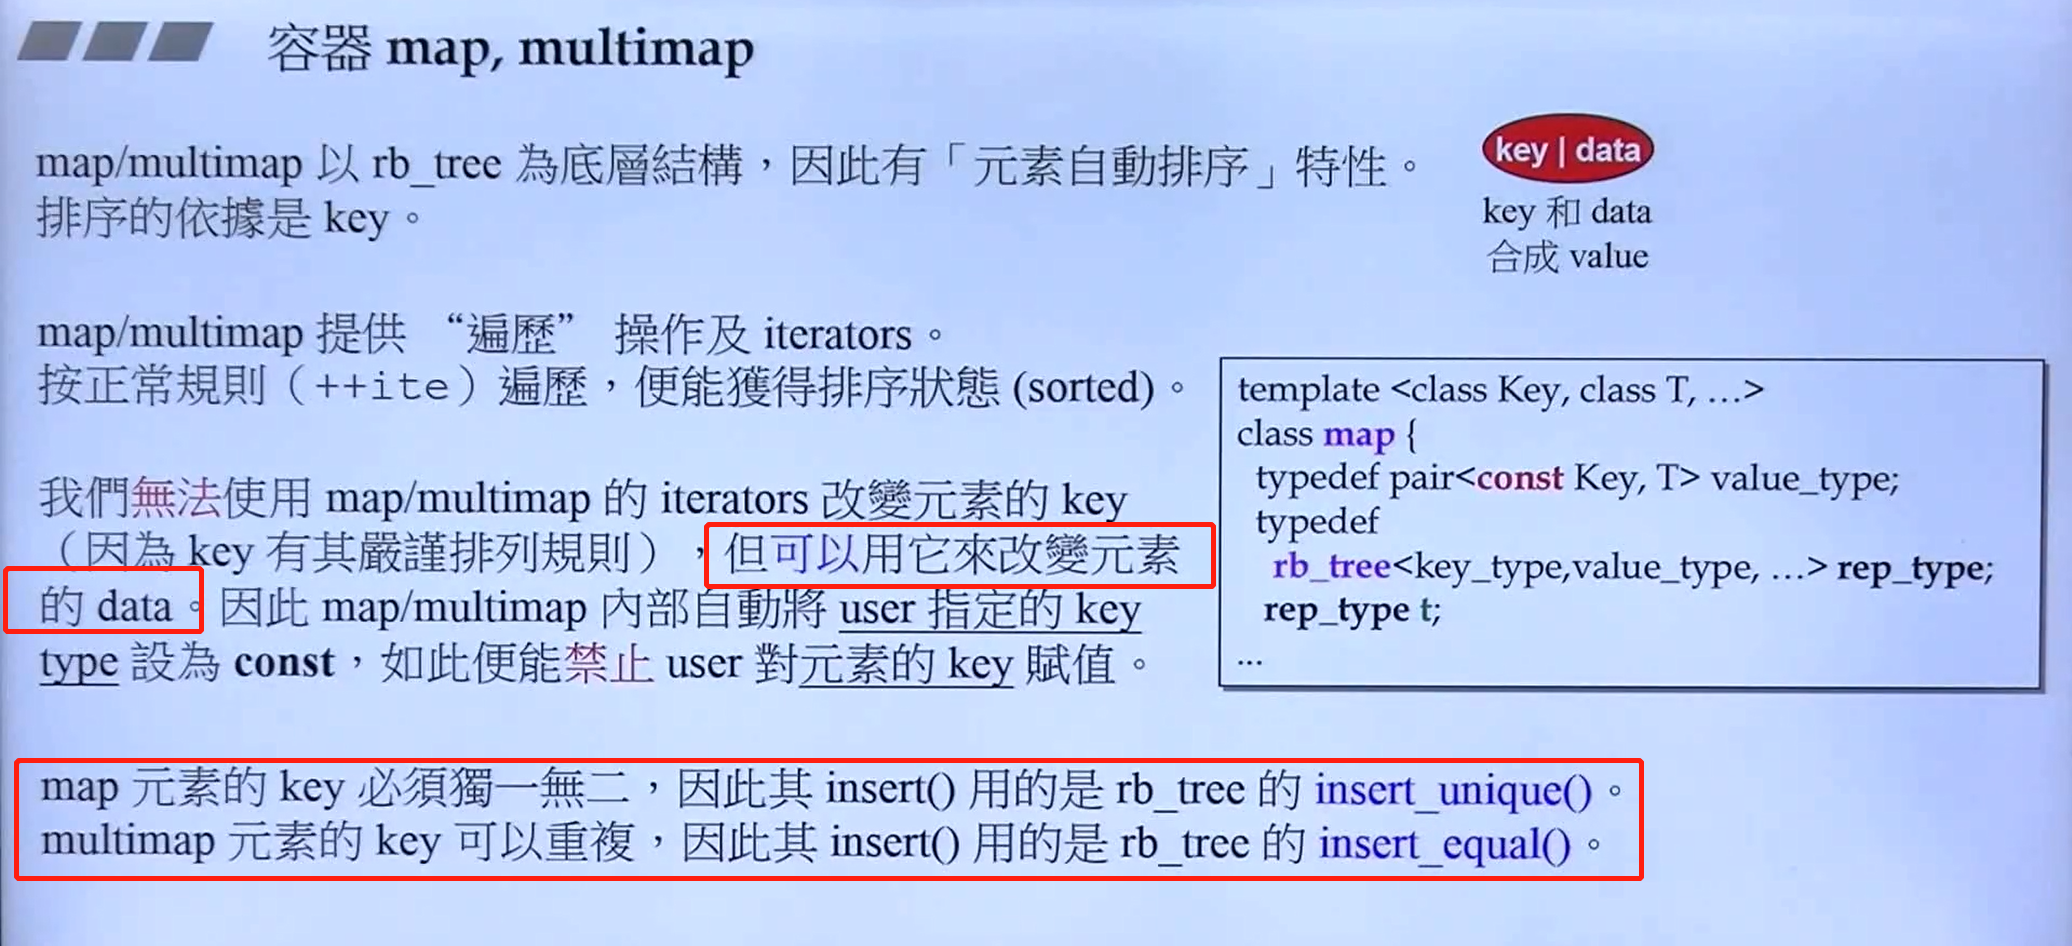 容器 map, multimap
map/multimap 以 rb_tree 為底層結構，因此有「元素自動排序」特性。
排序的依據是 key。
key | data
key 和 data
合成 value
map/multimap 提供 “遍歷” 操作及 iterators。
按正常規則（++ite）遍歷，便能獲得排序狀態 (sorted)。
我們無法使用 map/multimap 的 iterators 改變元素的 key
（因為 key 有其嚴謹排列規則），但可以用它來改變元素
的 data。因此 map/multimap 內部自動將 user 指定的 key
type 設為 const，如此便能禁止 user 對元素的 key 賦值。
template <class Key, class T, ...>
class map {
typedef pair<const Key, T> value_type;
typedef
rb_tree<key_type,value_type, ...> rep_type;
rep_type t;
...
map 元素的 key 必須獨一無二，因此其 insert() 用的是 rb_tree 的 insert_unique()。
multimap 元素的 key 可以重複，因此其 insert() 用的是 rb_tree 的 insert_equal()。